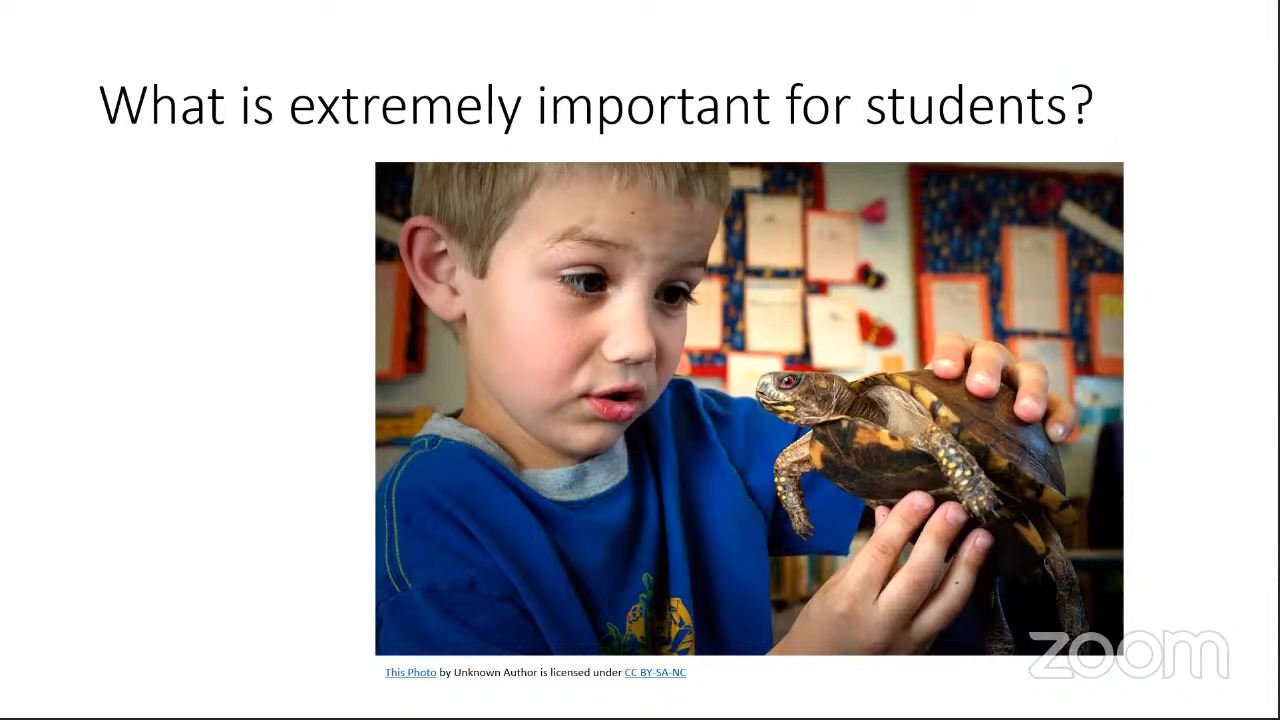 What is extremely important for students?
This Photo by Unknown Author is licensed under CC BY-SA-NC
zoom